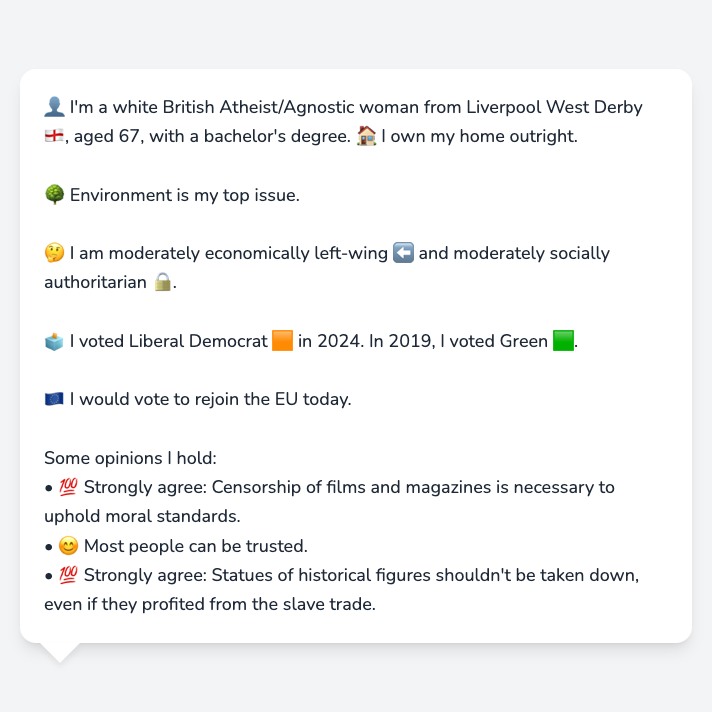 👤 I'm a white British Atheist/Agnostic woman from Liverpool West Derby
🏴󠁧󠁢󠁥󠁮󠁧󠁿, aged 67, with a bachelor's degree. 🏠 I own my home outright.
🌳 Environment is my top issue.
🤔 I am moderately economically left-wing ⬅️ and moderately socially
authoritarian 🔒.
🗳️ I voted Liberal Democrat 🟧 in 2024. In 2019, I voted Green 🟩.
🇪🇺 I would vote to rejoin the EU today.
Some opinions I hold:
• 💯 Strongly agree: Censorship of films and magazines is necessary to
uphold moral standards.
• 😊 Most people can be trusted.
• 💯 Strongly agree: Statues of historical figures shouldn't be taken down,
even if they profited from the slave trade.